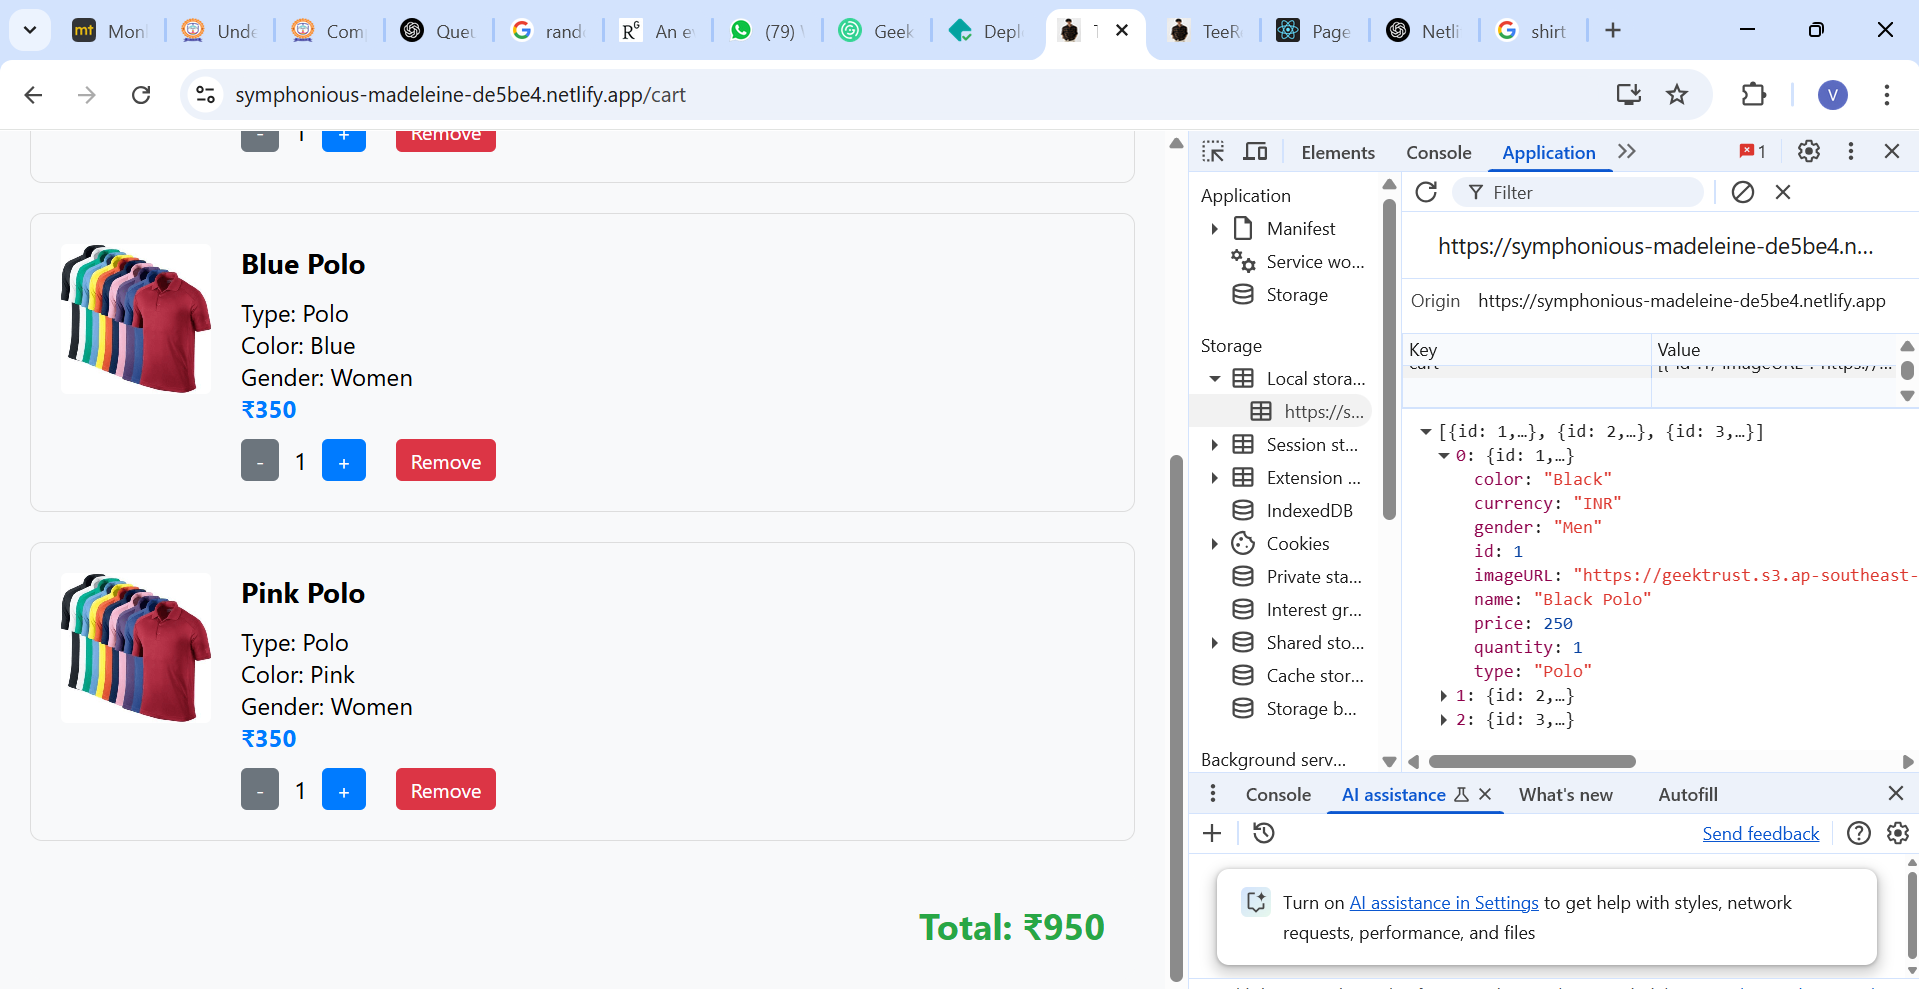 mt Monl
Unde
Com
Queu
rand
RG An ev
(79) W
Geek
Deplo
T
TeeRe
Page
Netli
shirt
symphonious-madeleine-de5be4.netlify.app/cart
V
- 1 + Remove
Blue Polo
Type: Polo
Color: Blue
Gender: Women
₹350
- 1 + Remove
Pink Polo
Type: Polo
Color: Pink
Gender: Women
₹350
- 1 + Remove
Total: ₹950
Elements Console Application 1
Application
Manifest
Service wo...
Storage
Storage
Local stora...
https://s...
Session st...
Extension ...
IndexedDB
Cookies
Private sta...
Interest gr...
Shared sto...
Cache stor...
Storage b...
Background serv...
Filter
https://symphonious-madeleine-de5be4.n...
Origin https://symphonious-madeleine-de5be4.netlify.app
Key Value
cart [{"id":1,"imageURL":"https://...
[{id: 1,…}, {id: 2,…}, {id: 3,…}]
0: {id: 1,…}
color: "Black"
currency: "INR"
gender: "Men"
id: 1
imageURL: "https://geektrust.s3.ap-southeast-
name: "Black Polo"
price: 250
quantity: 1
type: "Polo"
1: {id: 2,…}
2: {id: 3,…}
Console AI assistance What's new Autofill
Send feedback
Turn on AI assistance in Settings to get help with styles, network
requests, performance, and files